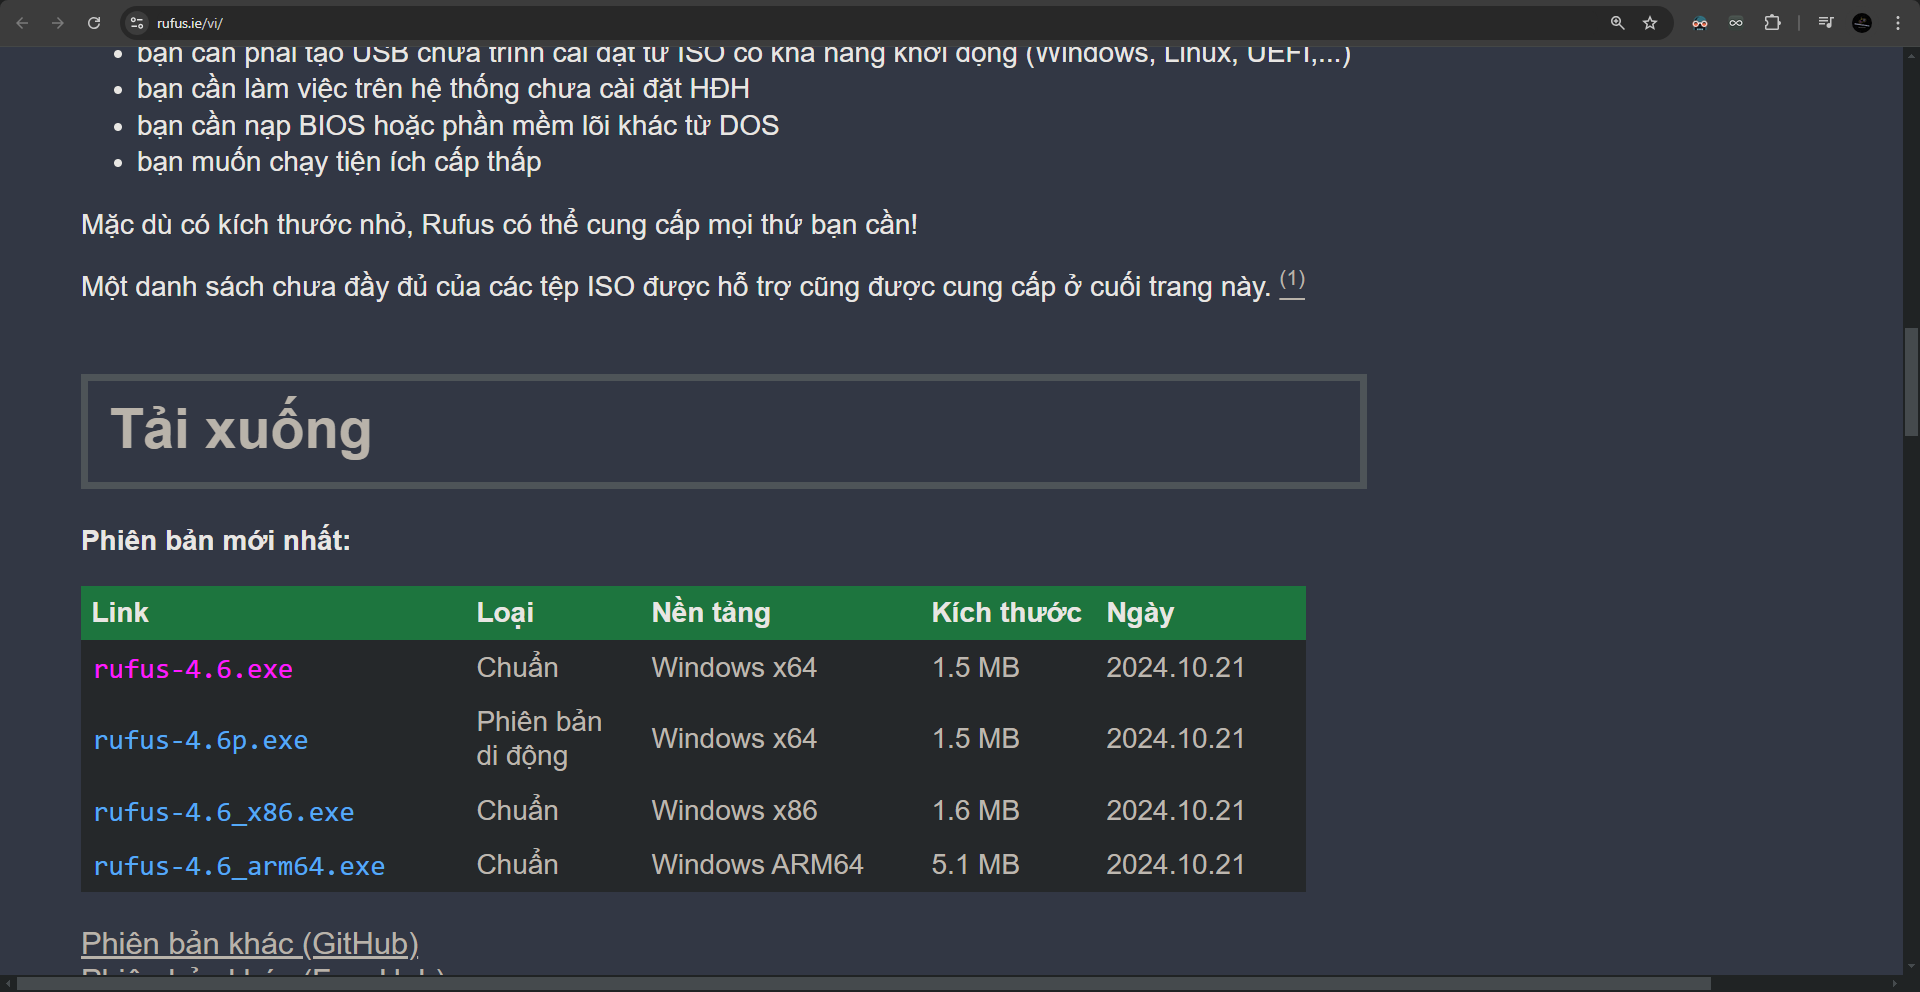 rufus.ie/vi/
bạn cần phải tạo USB chứa trình cài đặt từ ISO có khả năng khởi động (Windows, Linux, UEFI,...)
bạn cần làm việc trên hệ thống chưa cài đặt HĐH
bạn cần nạp BIOS hoặc phần mềm lõi khác từ DOS
bạn muốn chạy tiện ích cấp thấp
Mặc dù có kích thước nhỏ, Rufus có thể cung cấp mọi thứ bạn cần!
Một danh sách chưa đầy đủ của các tệp ISO được hỗ trợ cũng được cung cấp ở cuối trang này. (1)
Tải xuống
Phiên bản mới nhất:
Link Loại Nền tảng Kích thước Ngày
rufus-4.6.exe Chuẩn Windows x64 1.5 MB 2024.10.21
rufus-4.6p.exe Phiên bản di động Windows x64 1.5 MB 2024.10.21
rufus-4.6_x86.exe Chuẩn Windows x86 1.6 MB 2024.10.21
rufus-4.6_arm64.exe Chuẩn Windows ARM64 5.1 MB 2024.10.21
Phiên bản khác (GitHub)
Phiên bản khác (FossHub)